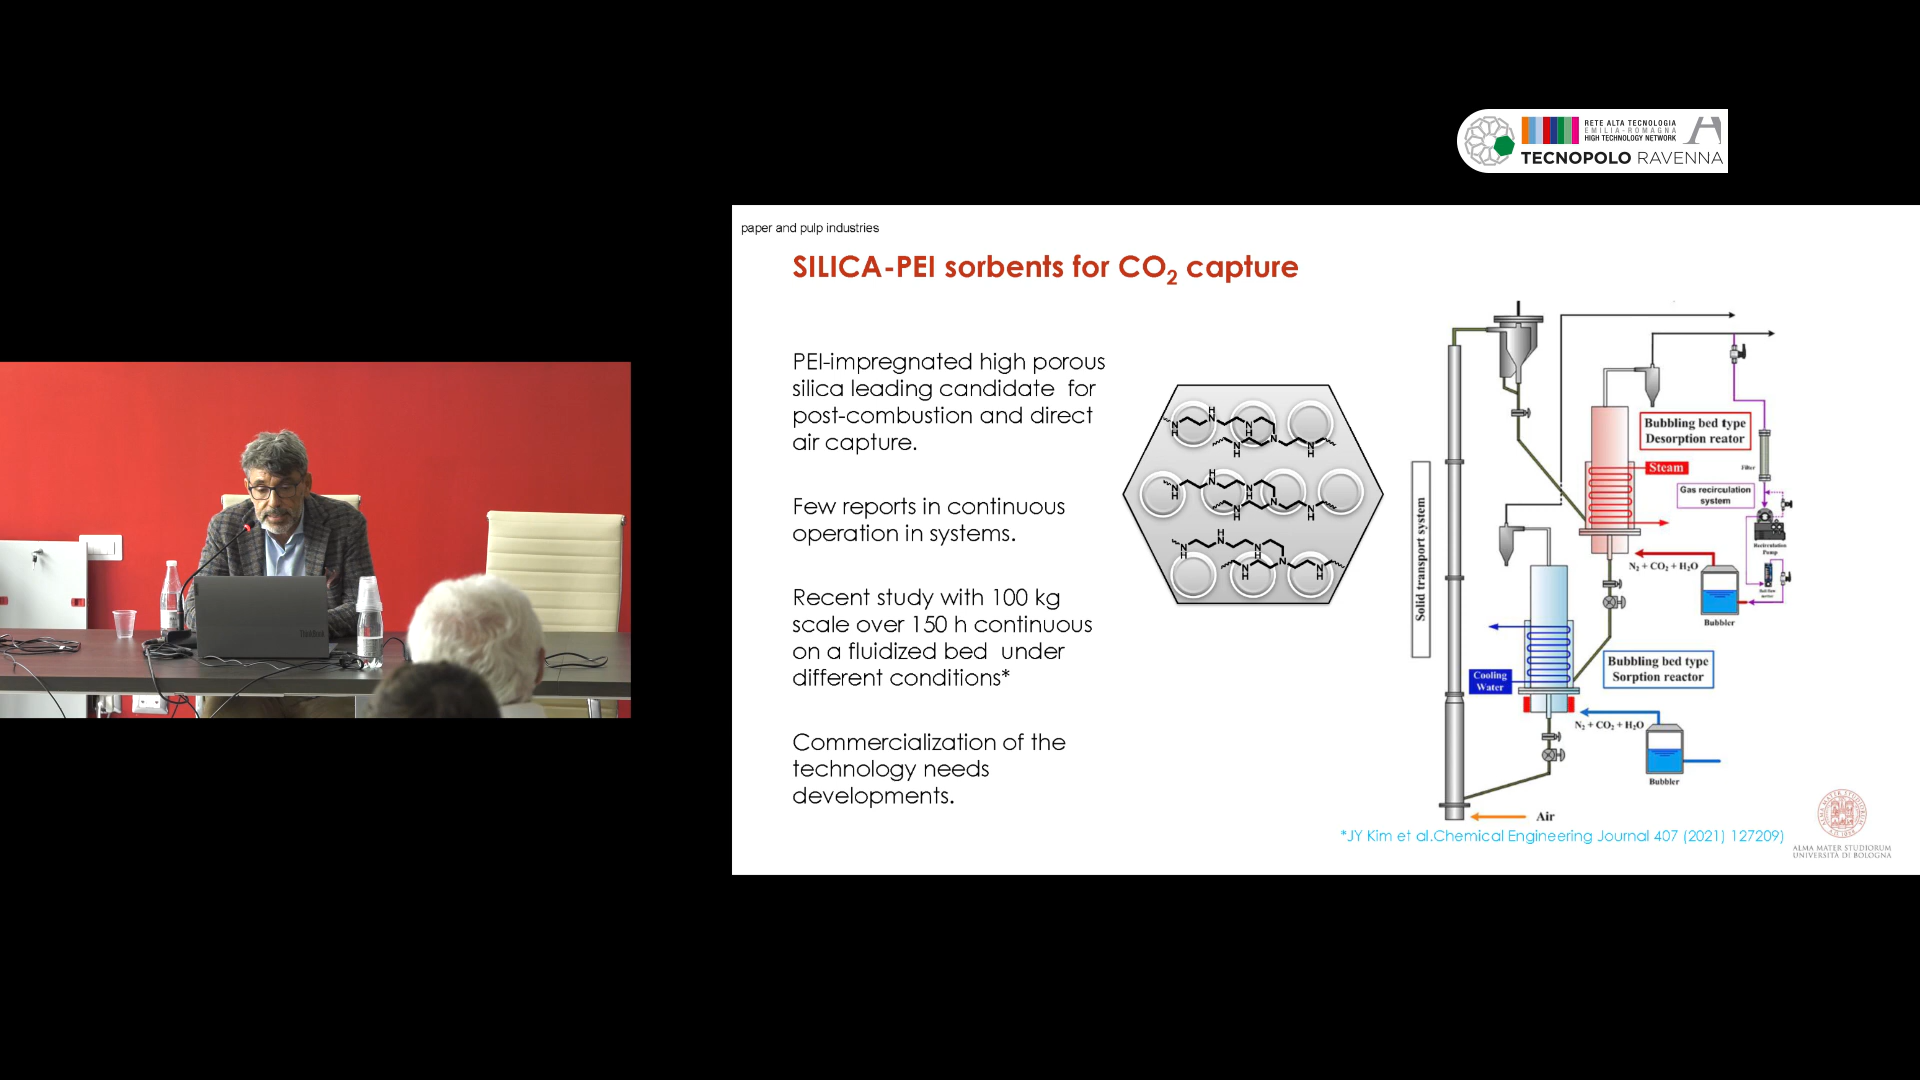 RETE ALTA TECNOLOGIA
EMILIA-ROMAGNA
HIGH TECHNOLOGY NETWORK
TECNOPOLO RAVENNA
paper and pulp industries
SILICA-PEI sorbents for CO₂ capture
PEI-impregnated high porous
silica leading candidate for
post-combustion and direct
air capture.
Few reports in continuous
operation in systems.
Recent study with 100 kg
scale over 150 h continuous
on a fluidized bed under
different conditions*
Commercialization of the
technology needs
developments.
Solid transport system
Bubbling bed type
Desorption reator
Steam
Filter
Gas recirculation
system
Recirculation
Pump
N₂ + CO₂ + H₂O
Bubbler
Bubbling bed type
Sorption reactor
Cooling
Water
N₂ + CO₂ + H₂O
Bubbler
Air
*JY Kim et al.Chemical Engineering Journal 407 (2021) 127209)
ALMA MATER STUDIORUM
UNIVERSITÀ DI BOLOGNA
ThinkBook